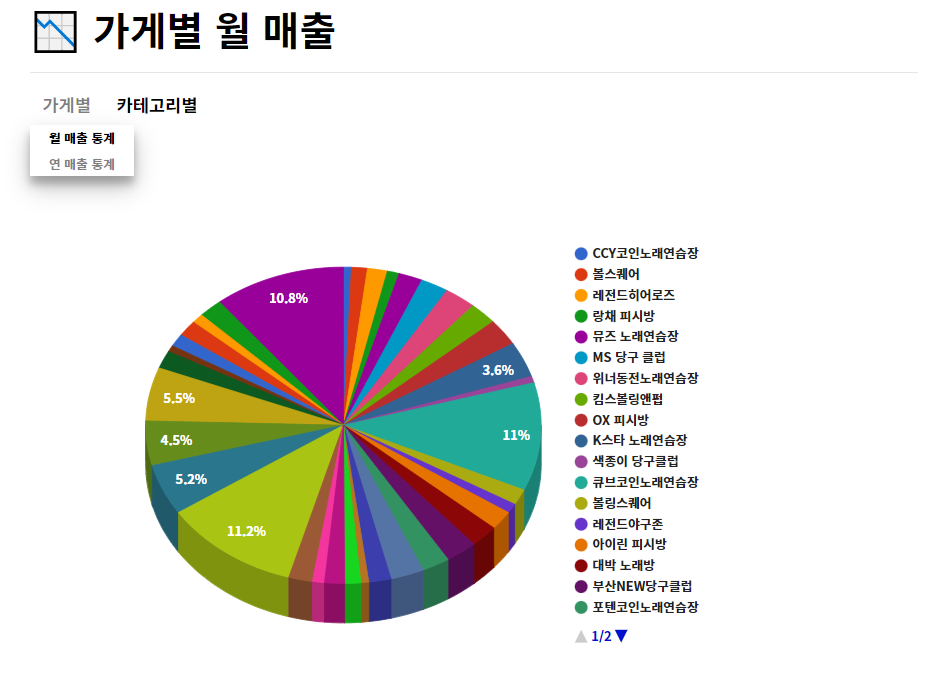 가게별 월 매출
가게별 카테고리별
월 매출 통계
연 매출 통계
10.8%
3.6%
11%
5.5%
4.5%
5.2%
11.2%
CCY코인노래연습장
볼스퀘어
레전드히어로즈
랑채 피시방
뮤즈 노래연습장
MS 당구 클럽
위너동전노래연습장
킴스볼링앤펍
OX 피시방
K스타 노래연습장
색종이 당구클럽
큐브코인노래연습장
볼링스퀘어
레전드야구존
아이린 피시방
대박 노래방
부산NEW당구클럽
포텐코인노래연습장
1/2